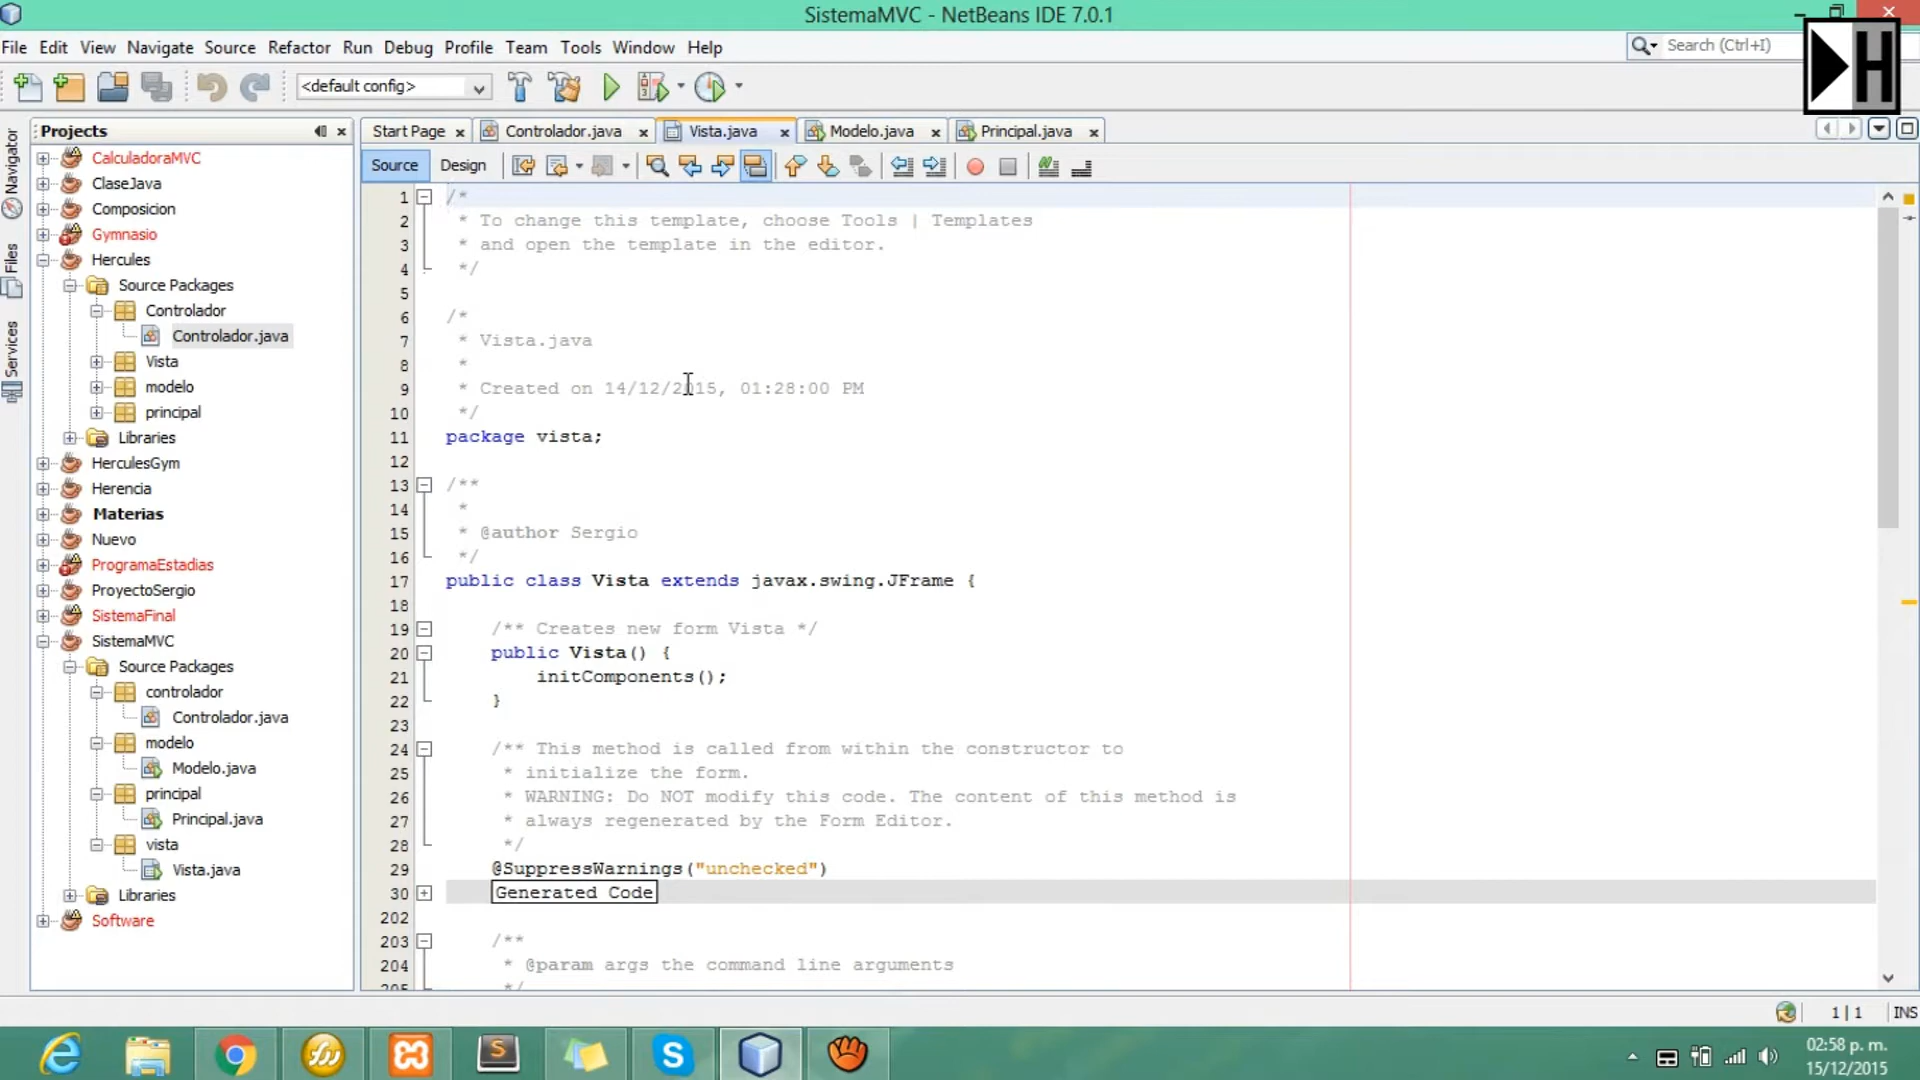 SistemaMVC - NetBeans IDE 7.0.1
File Edit View Navigate Source Refactor Run Debug Profile Team Tools Window Help
Search (Ctrl+I)
H
<default config>
Projects
Start Page
Controlador.java
Vista.java
Modelo.java
Principal.java
Source Design
Navigator
Files
Services
CalculadoraMVC
ClaseJava
Composicion
Gymnasio
Hercules
Source Packages
Controlador
Controlador.java
Vista
modelo
principal
Libraries
HerculesGym
Herencia
Materias
Nuevo
ProgramaEstadias
ProyectoSergio
SistemaFinal
SistemaMVC
Source Packages
controlador
Controlador.java
modelo
Modelo.java
principal
Principal.java
vista
Vista.java
Libraries
Software
1 /*
2 * To change this template, choose Tools | Templates
3 * and open the template in the editor.
4 */
5
6 /*
7 * Vista.java
8 *
9 * Created on 14/12/2015, 01:28:00 PM
10 */
11 package vista;
12
13 /**
14 *
15 * @author Sergio
16 */
17 public class Vista extends javax.swing.JFrame {
18
19 /** Creates new form Vista */
20 public Vista() {
21 initComponents();
22 }
23
24 /** This method is called from within the constructor to
25 * initialize the form.
26 * WARNING: Do NOT modify this code. The content of this method is
27 * always regenerated by the Form Editor.
28 */
29 @SuppressWarnings("unchecked")
30 Generated Code
202
203 /**
204 * @param args the command line arguments
205 */
1 | 1 INS
02:58 p. m.
15/12/2015